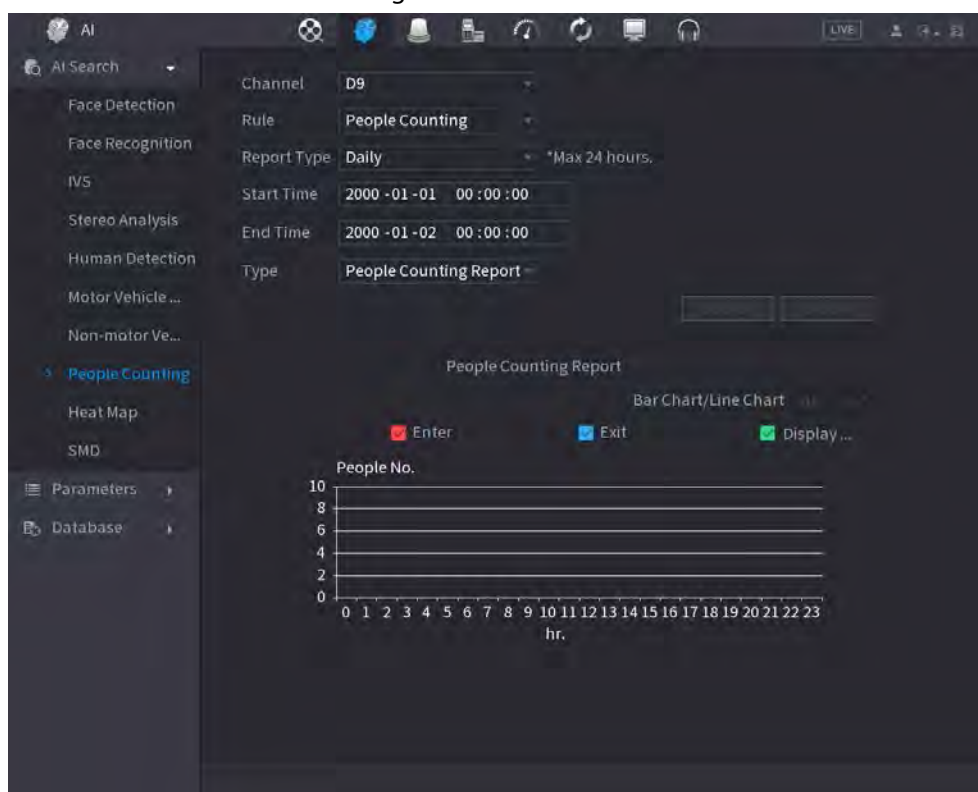 AI
LIVE
AI Search
Face Detection
Face Recognition
IVS
Stereo Analysis
Human Detection
Motor Vehicle ...
Non-motor Ve...
People Counting
Heat Map
SMD
Parameters
Database
Channel D9
Rule People Counting
Report Type Daily *Max 24 hours.
Start Time 2000 -01 -01 00 :00 :00
End Time 2000 -01 -02 00 :00 :00
Type People Counting Report
People Counting Report
Bar Chart/Line Chart
Enter Exit Display ...
People No.
10
8
6
4
2
0
0 1 2 3 4 5 6 7 8 9 10 11 12 13 14 15 16 17 18 19 20 21 22 23
hr.